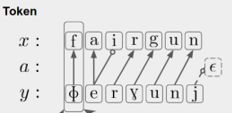 Token
x : f a i r g u n
a : ϵ
y : ɸ e r ɣ u n j